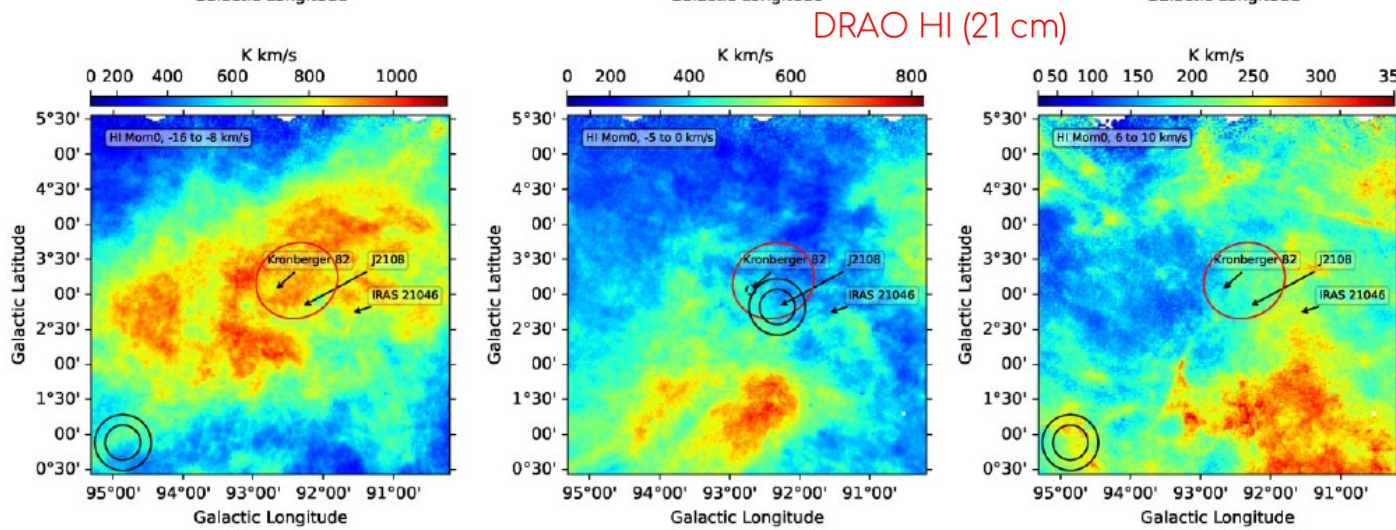 Galactic Longitude Galactic Longitude Galactic Longitude
DRAO HI (21 cm)
K km/s K km/s K km/s
0 200 400 600 800 1000
0 200 400 600 800
0 50 100 150 200 250 300 35
HI Mom0, -16 to -8 km/s
Kronberger 82
J2108
IRAS 21046
5°30'
00'
4°30'
00'
3°30'
00'
2°30'
00'
1°30'
00'
0°30'
Galactic Latitude
95°00' 94°00' 93°00' 92°00' 91°00'
Galactic Longitude
HI Mom0, -5 to 0 km/s
Kronberger 82
J2108
IRAS 21046
5°30'
00'
4°30'
00'
3°30'
00'
2°30'
00'
1°30'
00'
0°30'
Galactic Latitude
95°00' 94°00' 93°00' 92°00' 91°00'
Galactic Longitude
HI Mom0, 6 to 10 km/s
Kronberger 82
J2108
IRAS 21046
5°30'
00'
4°30'
00'
3°30'
00'
2°30'
00'
1°30'
00'
0°30'
Galactic Latitude
95°00' 94°00' 93°00' 92°00' 91°00'
Galactic Longitude